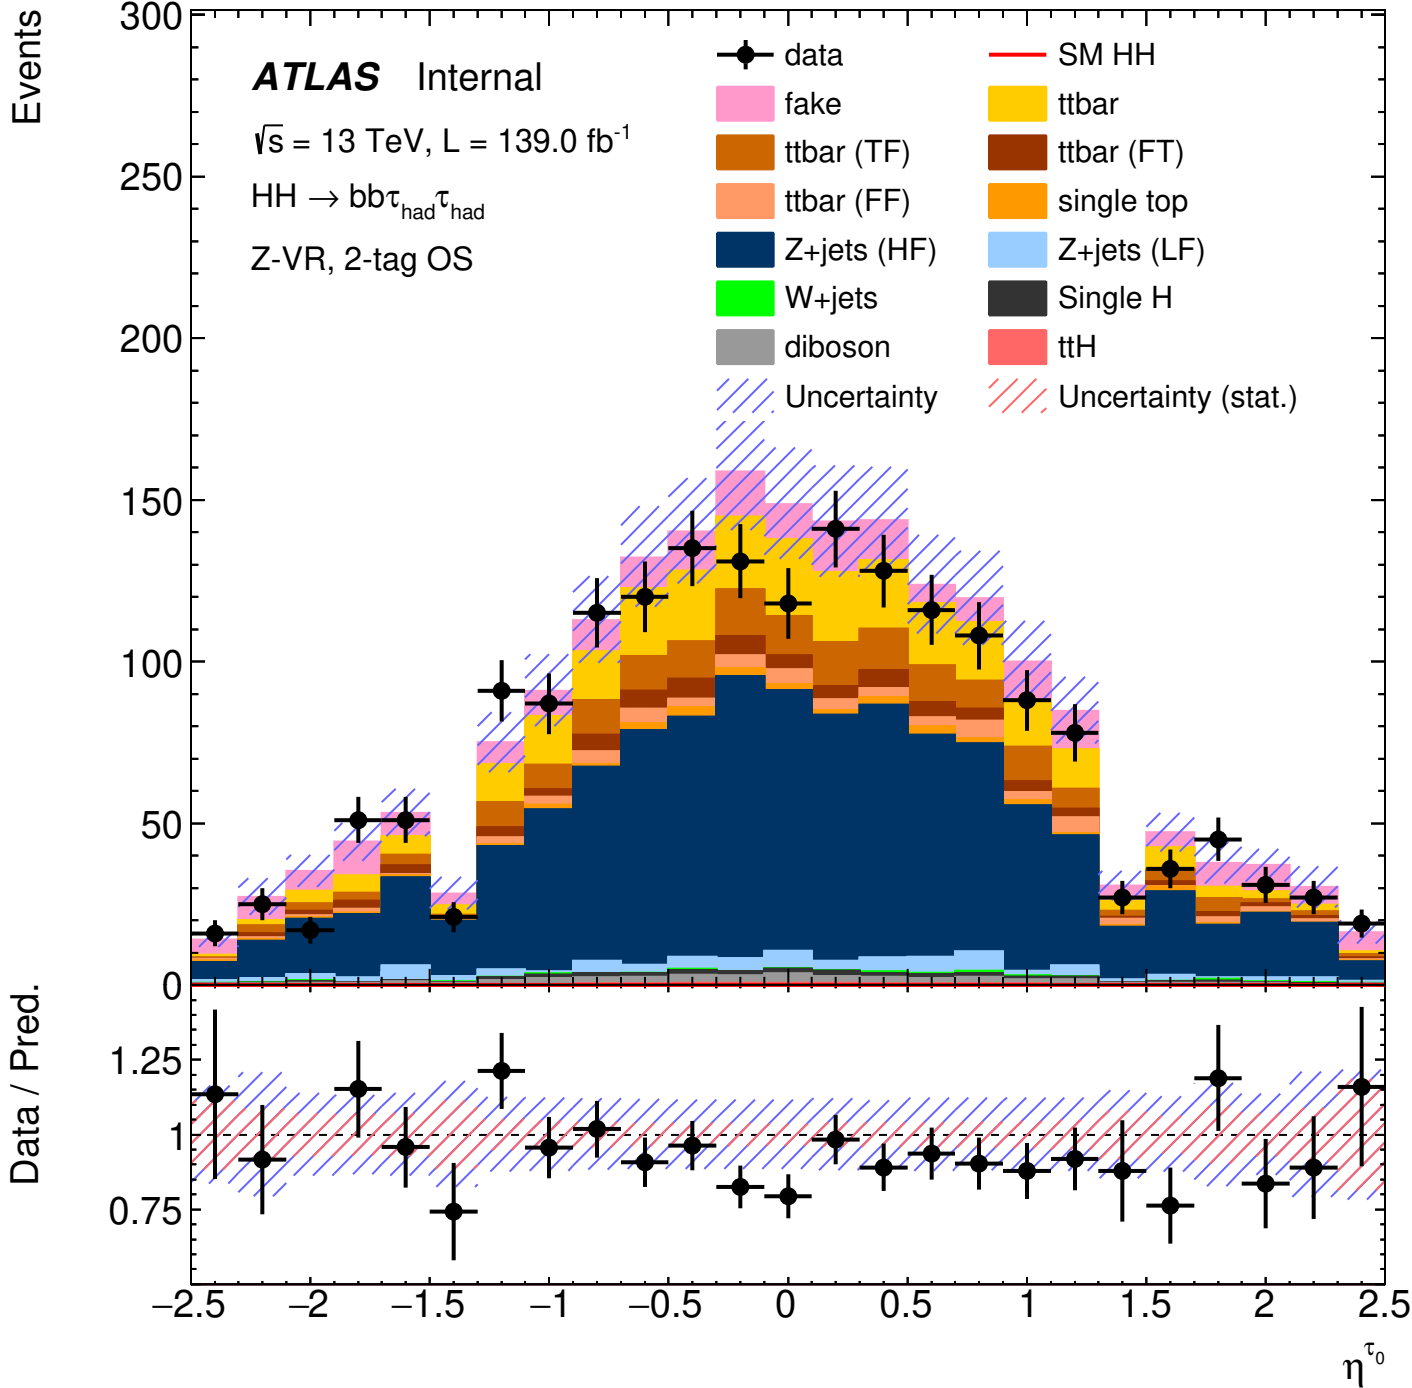 Events
300
250
200
150
100
50
0
ATLAS Internal
√s = 13 TeV, L = 139.0 fb⁻¹
HH → bbτ_had τ_had
Z-VR, 2-tag OS
data
SM HH
fake
ttbar
ttbar (TF)
ttbar (FT)
ttbar (FF)
single top
Z+jets (HF)
Z+jets (LF)
W+jets
Single H
diboson
ttH
Uncertainty
Uncertainty (stat.)
Data / Pred.
1.25
1
0.75
−2.5 −2 −1.5 −1 −0.5 0 0.5 1 1.5 2 2.5
η^τ₀